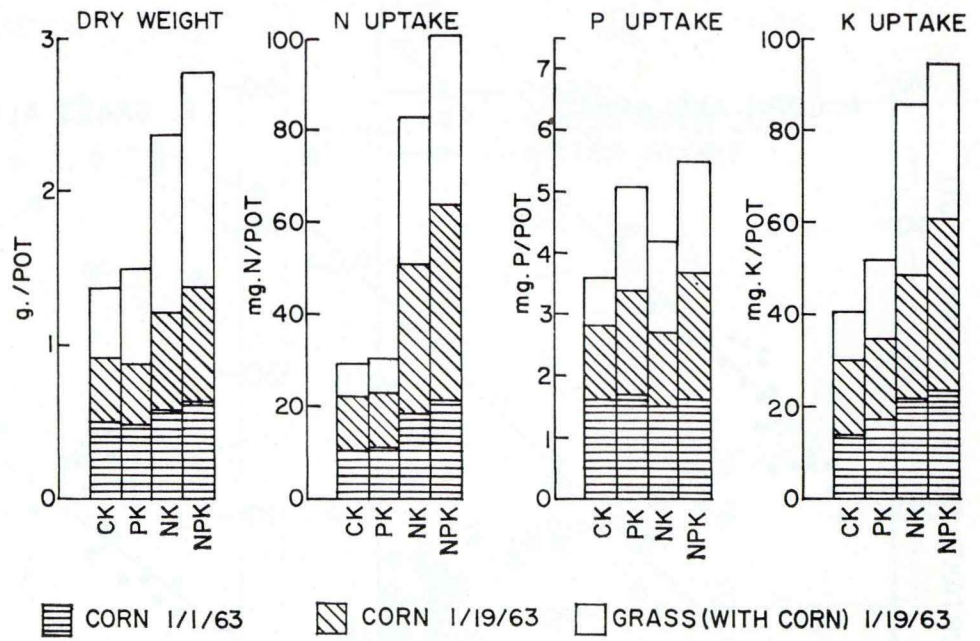 DRY WEIGHT
N UPTAKE
P UPTAKE
K UPTAKE
g./POT
3
2
1
0
CK
PK
NK
NPK
mg. N/POT
100
80
60
40
20
0
CK
PK
NK
NPK
mg. P/POT
7
6
5
4
3
2
1
0
CK
PK
NK
NPK
mg. K/POT
100
80
60
40
20
0
CK
PK
NK
NPK
CORN 1/1/63
CORN 1/19/63
GRASS (WITH CORN) 1/19/63